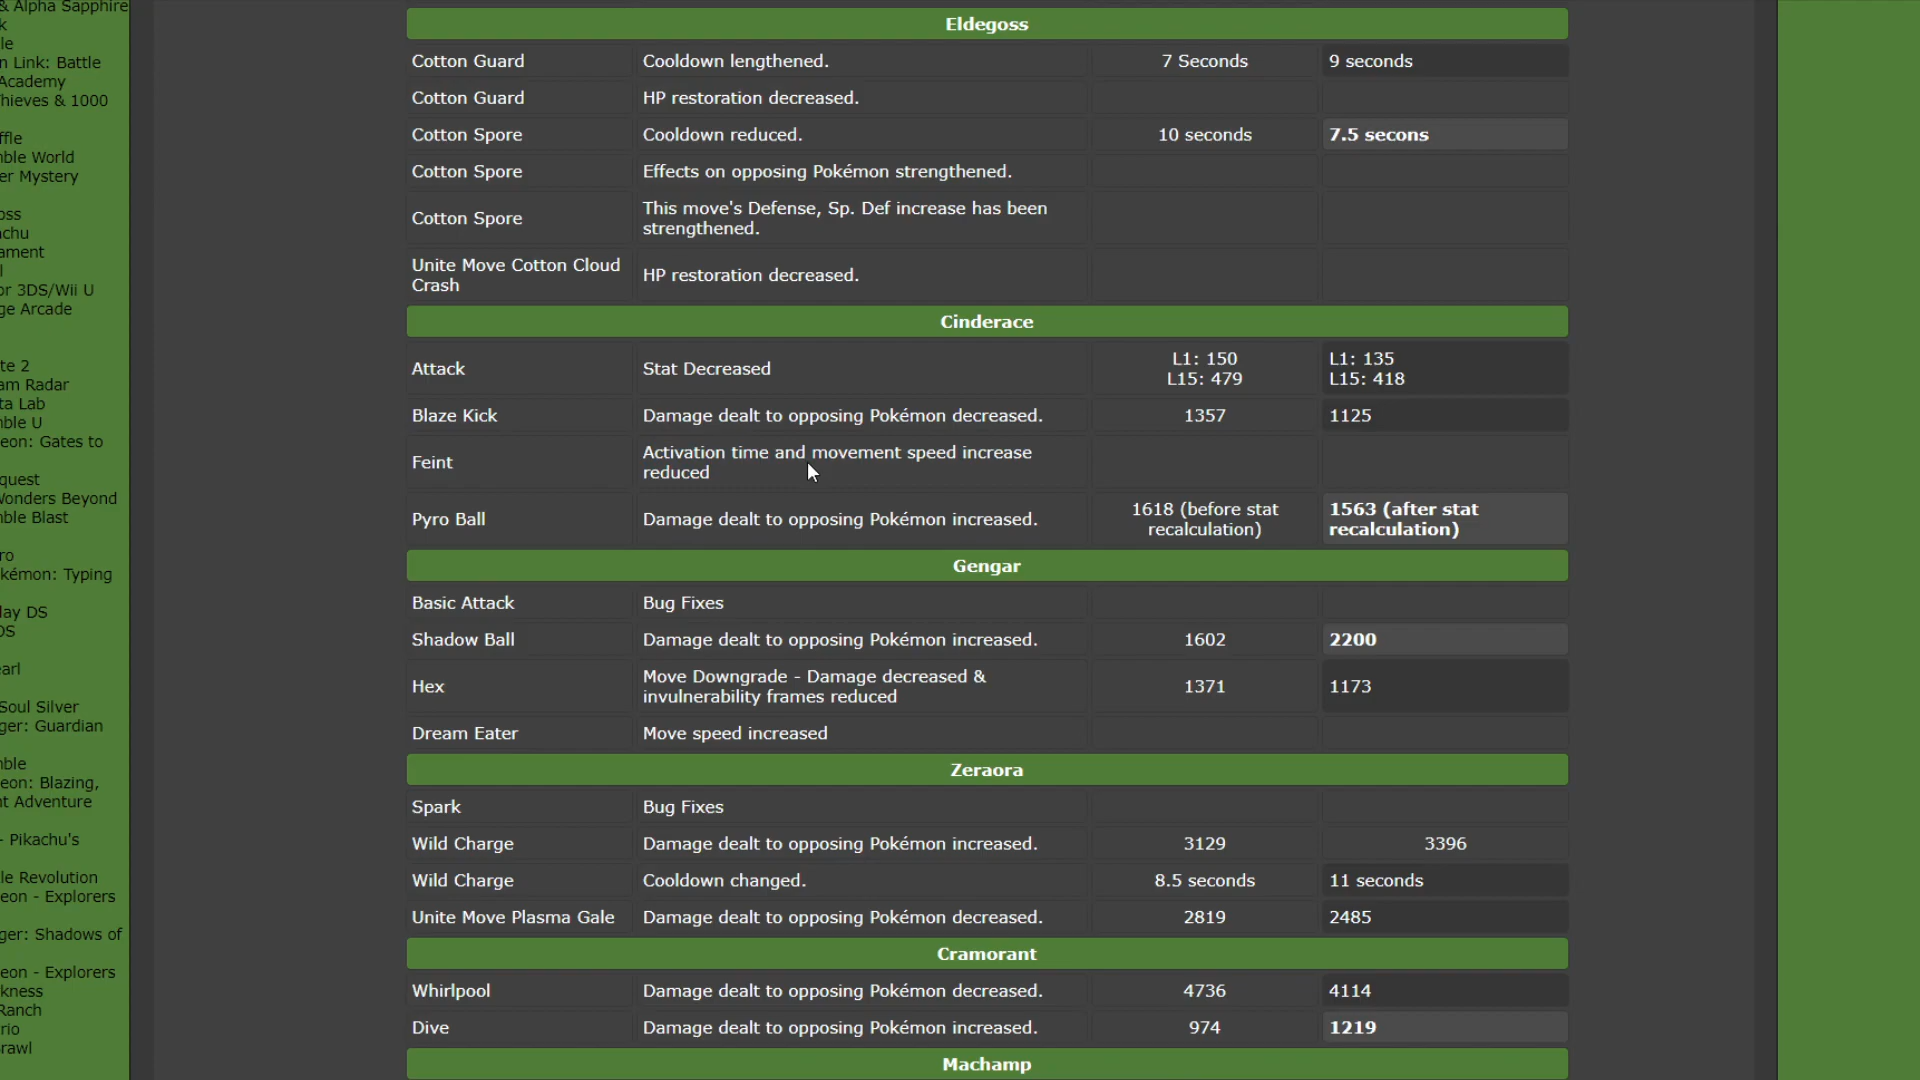 & Alpha Sapphire
k
le
n Link: Battle
Academy
hieves & 1000
ffle
ble World
er Mystery
oss
achu
ament
l
or 3DS/Wii U
ge Arcade
te 2
am Radar
ta Lab
mble U
eon: Gates to
quest
Wonders Beyond
mble Blast
ro
kémon: Typing
lay DS
DS
earl
Soul Silver
ger: Guardian
mble
eon: Blazing,
ht Adventure
- Pikachu's
le Revolution
eon - Explorers
ger: Shadows of
eon - Explorers
kness
Ranch
rio
rawl
Eldegoss
Cotton Guard Cooldown lengthened. 7 Seconds 9 seconds
Cotton Guard HP restoration decreased.
Cotton Spore Cooldown reduced. 10 seconds 7.5 secons
Cotton Spore Effects on opposing Pokémon strengthened.
Cotton Spore This move's Defense, Sp. Def increase has been
strengthened.
Unite Move Cotton Cloud
Crash HP restoration decreased.
Cinderace
Attack Stat Decreased L1: 150 L1: 135
L15: 479 L15: 418
Blaze Kick Damage dealt to opposing Pokémon decreased. 1357 1125
Feint Activation time and movement speed increase
reduced
Pyro Ball Damage dealt to opposing Pokémon increased. 1618 (before stat 1563 (after stat
recalculation) recalculation)
Gengar
Basic Attack Bug Fixes
Shadow Ball Damage dealt to opposing Pokémon increased. 1602 2200
Hex Move Downgrade - Damage decreased & 1371 1173
invulnerability frames reduced
Dream Eater Move speed increased
Zeraora
Spark Bug Fixes
Wild Charge Damage dealt to opposing Pokémon increased. 3129 3396
Wild Charge Cooldown changed. 8.5 seconds 11 seconds
Unite Move Plasma Gale Damage dealt to opposing Pokémon decreased. 2819 2485
Cramorant
Whirlpool Damage dealt to opposing Pokémon decreased. 4736 4114
Dive Damage dealt to opposing Pokémon increased. 974 1219
Machamp